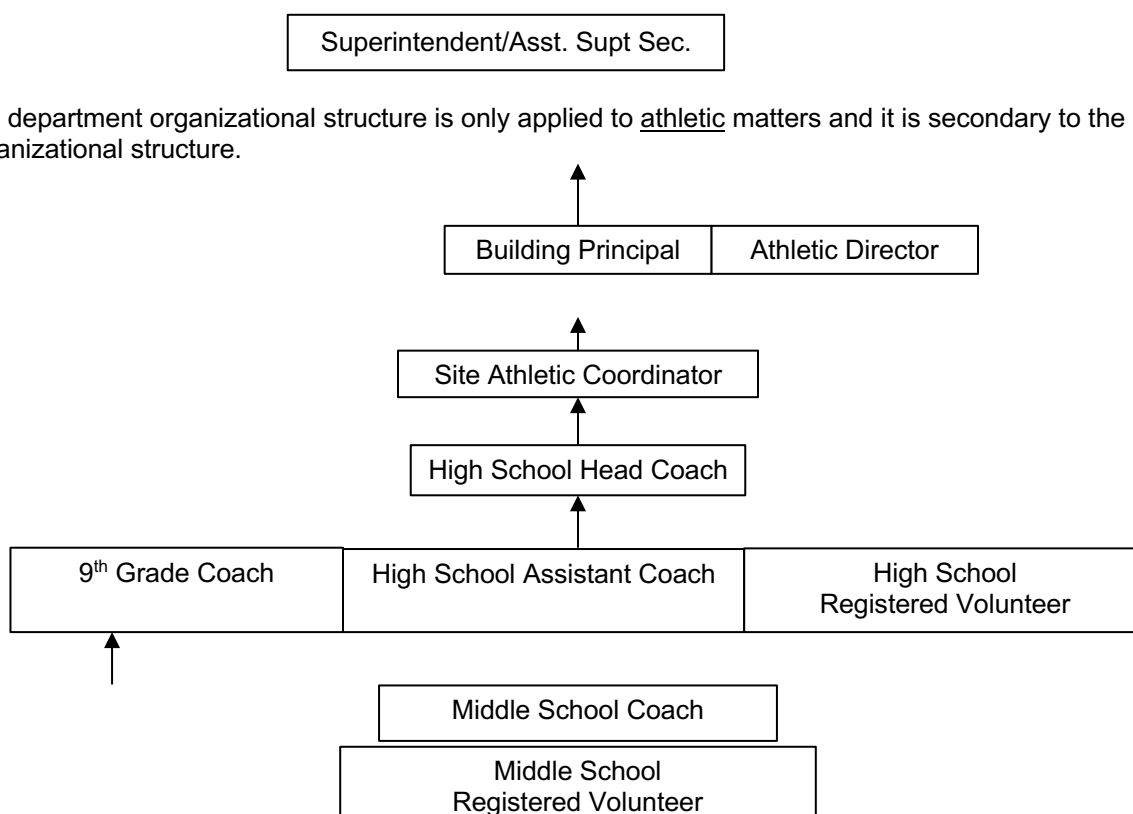 Superintendent/Asst. Supt Sec.
department organizational structure is only applied to athletic matters and it is secondary to the
structure.
Building Principal Athletic Director
Site Athletic Coordinator
High School Head Coach
9th Grade Coach High School Assistant Coach High School
Registered Volunteer
Middle School Coach
Middle School
Registered Volunteer